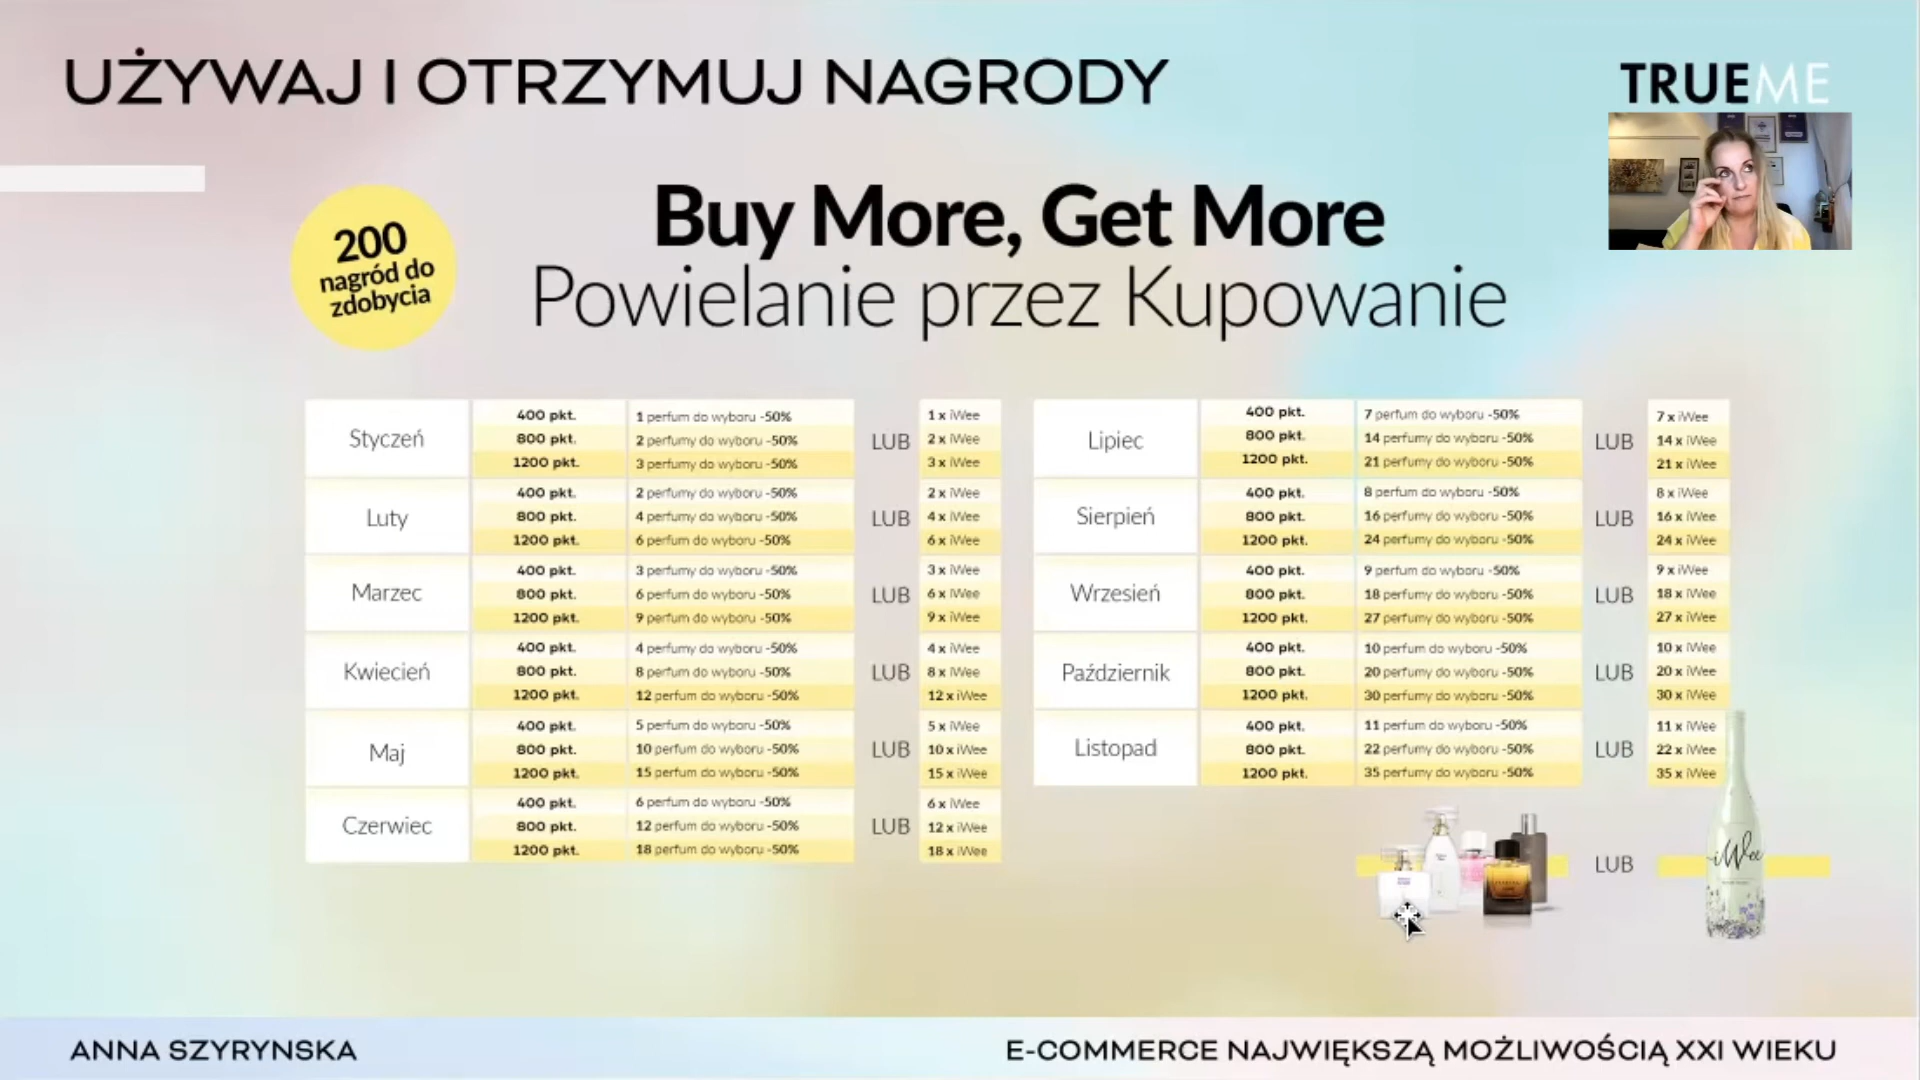 UŻYWAJ I OTRZYMUJ NAGRODY
TRUEME
200
nagród do
zdobycia
Buy More, Get More
Powielanie przez Kupowanie
Styczeń
400 pkt. 1 perfum do wyboru -50%
800 pkt. 2 perfumy do wyboru -50%
1200 pkt. 3 perfumy do wyboru -50%
LUB
1 x iWee
2 x iWee
3 x iWee
Luty
400 pkt. 2 perfumy do wyboru -50%
800 pkt. 4 perfumy do wyboru -50%
1200 pkt. 6 perfum do wyboru -50%
LUB
2 x iWee
4 x iWee
6 x iWee
Marzec
400 pkt. 3 perfumy do wyboru -50%
800 pkt. 6 perfum do wyboru -50%
1200 pkt. 9 perfum do wyboru -50%
LUB
3 x iWee
6 x iWee
9 x iWee
Kwiecień
400 pkt. 4 perfumy do wyboru -50%
800 pkt. 8 perfum do wyboru -50%
1200 pkt. 12 perfum do wyboru -50%
LUB
4 x iWee
8 x iWee
12 x iWee
Maj
400 pkt. 5 perfum do wyboru -50%
800 pkt. 10 perfum do wyboru -50%
1200 pkt. 15 perfum do wyboru -50%
LUB
5 x iWee
10 x iWee
15 x iWee
Czerwiec
400 pkt. 6 perfum do wyboru -50%
800 pkt. 12 perfum do wyboru -50%
1200 pkt. 18 perfum do wyboru -50%
LUB
6 x iWee
12 x iWee
18 x iWee
Lipiec
400 pkt. 7 perfum do wyboru -50%
800 pkt. 14 perfumy do wyboru -50%
1200 pkt. 21 perfumy do wyboru -50%
LUB
7 x iWee
14 x iWee
21 x iWee
Sierpień
400 pkt. 8 perfum do wyboru -50%
800 pkt. 16 perfumy do wyboru -50%
1200 pkt. 24 perfumy do wyboru -50%
LUB
8 x iWee
16 x iWee
24 x iWee
Wrzesień
400 pkt. 9 perfum do wyboru -50%
800 pkt. 18 perfumy do wyboru -50%
1200 pkt. 27 perfumy do wyboru -50%
LUB
9 x iWee
18 x iWee
27 x iWee
Październik
400 pkt. 10 perfum do wyboru -50%
800 pkt. 20 perfumy do wyboru -50%
1200 pkt. 30 perfumy do wyboru -50%
LUB
10 x iWee
20 x iWee
30 x iWee
Listopad
400 pkt. 11 perfum do wyboru -50%
800 pkt. 22 perfumy do wyboru -50%
1200 pkt. 35 perfumy do wyboru -50%
LUB
11 x iWee
22 x iWee
35 x iWee
LUB
iWee
ANNA SZYRYNSKA
E-COMMERCE NAJWIĘKSZĄ MOŻLIWOŚCIĄ XXI WIEKU